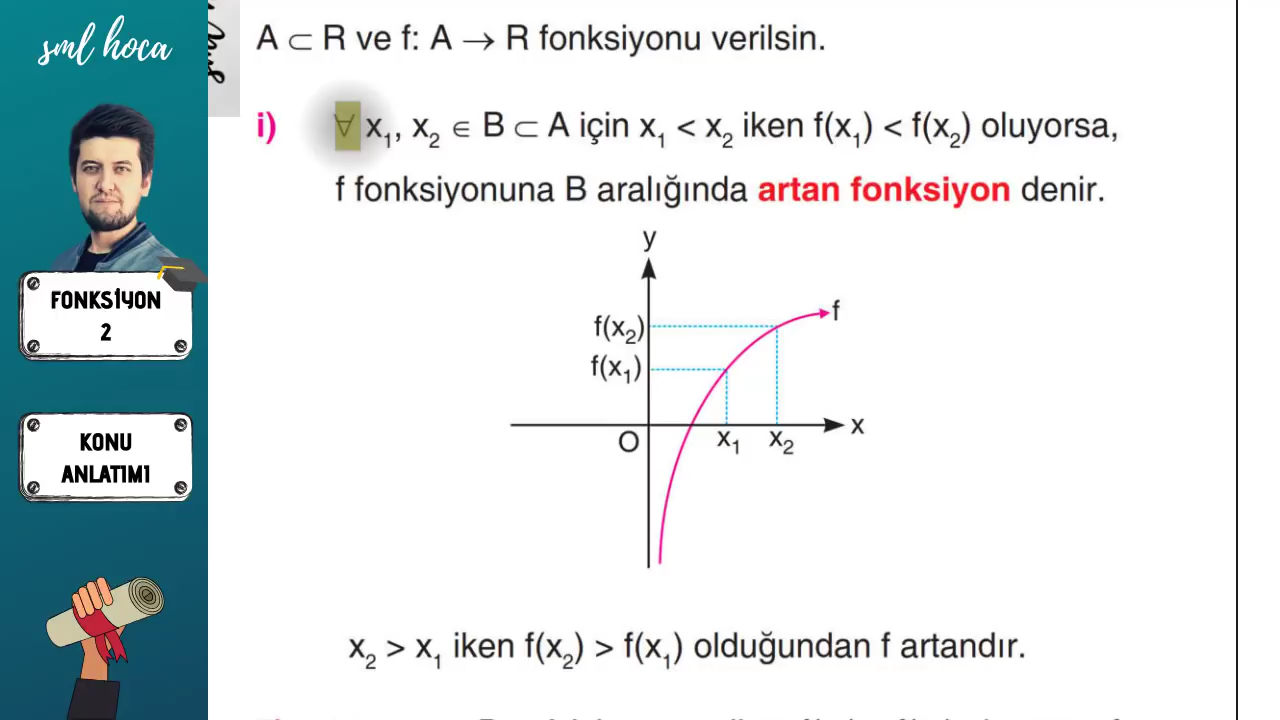 sml hoca
FONKSİYON
2
KONU
ANLATIMI
A ⊂ R ve f: A → R fonksiyonu verilsin.
i) ∀ x₁, x₂ ∈ B ⊂ A için x₁ < x₂ iken f(x₁) < f(x₂) oluyorsa,
f fonksiyonuna B aralığında artan fonksiyon denir.
y
f
f(x₂)
f(x₁)
x
O x₁ x₂
x₂ > x₁ iken f(x₂) > f(x₁) olduğundan f artandır.